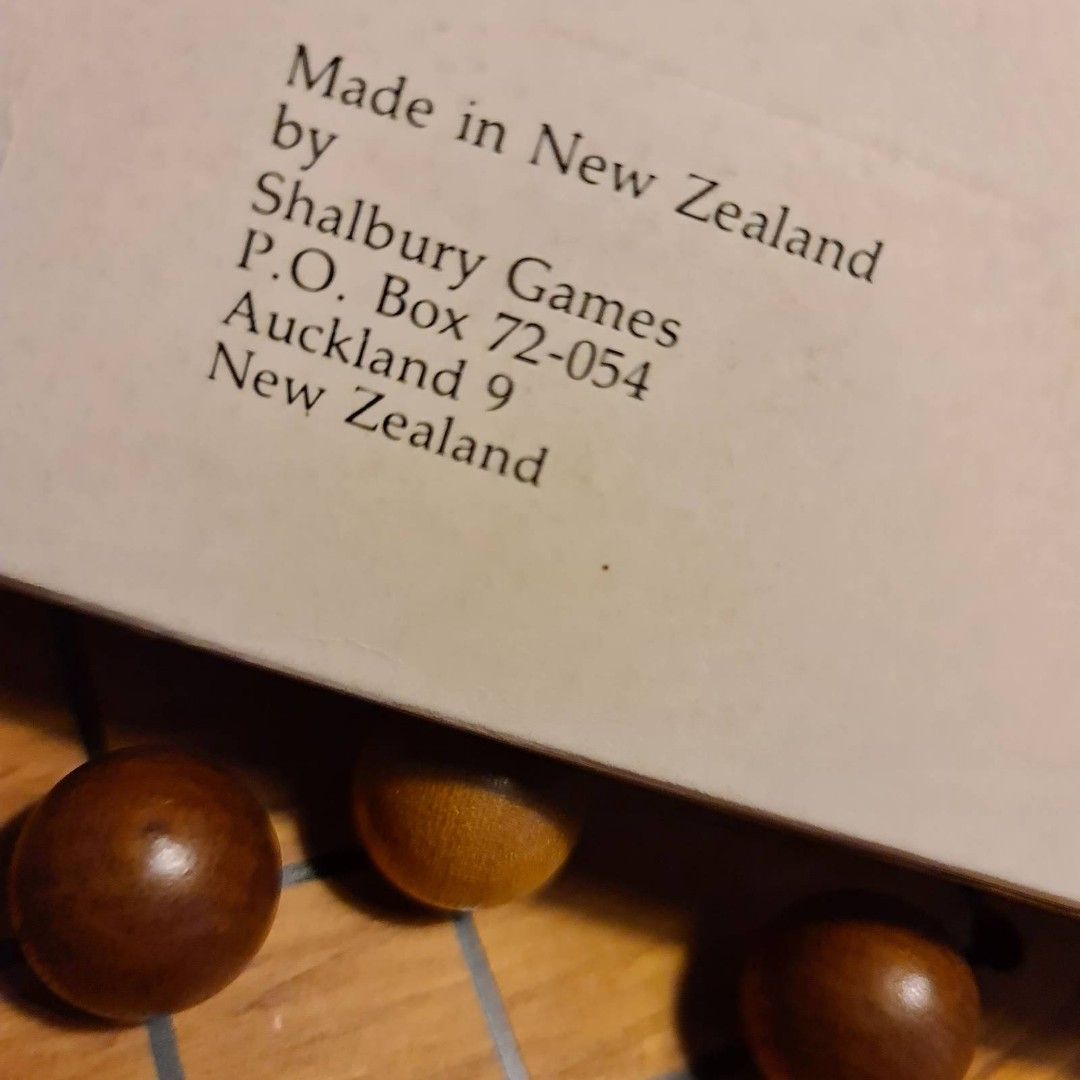 Made in New Zealand
by
Shalbury Games
P.O. Box 72-054
Auckland 9
New Zealand